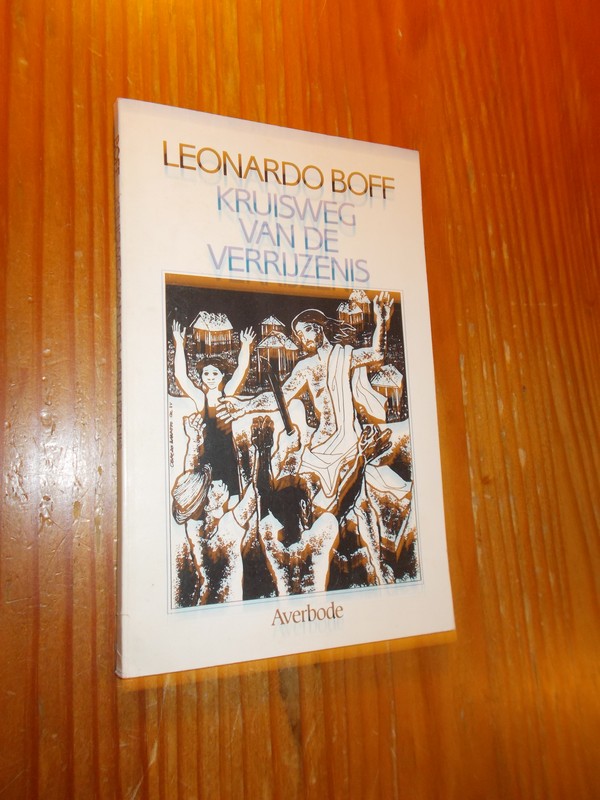 LEONARDO BOFF
KRUISWEG
VAN DE
VERRIJZENIS
Averbode